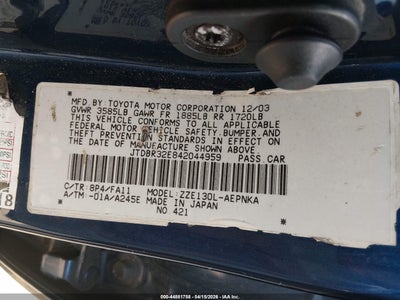 MFD BY TOYOTA MOTOR CORPORATION 12/03
GVWR 3585LB GAWR FR 1885LB RR 1720LB
THIS VEHICLE CONFORMS TO ALL APPLICABLE
FEDERAL MOTOR VEHICLE SAFETY, BUMPER, AND
THEFT PREVENTION STANDARDS IN EFFECT ON
THE DATE OF MANUFACTURE SHOWN ABOVE.
JTDBR32E842044959 PASS CAR
C/TR 8P4/FA11 MODEL: ZZE130L-AEPNKA
A/TM -01A/A245E MADE IN JAPAN
NO 421
PSI
PSI
18
000-44881758 - (04/15/2026 - IAA Inc.